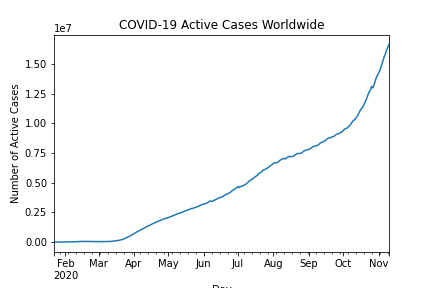 COVID-19 Active Cases Worldwide
1e7
Number of Active Cases
1.50
1.25
1.00
0.75
0.50
0.25
0.00
Feb Mar Apr May Jun Jul Aug Sep Oct Nov
2020